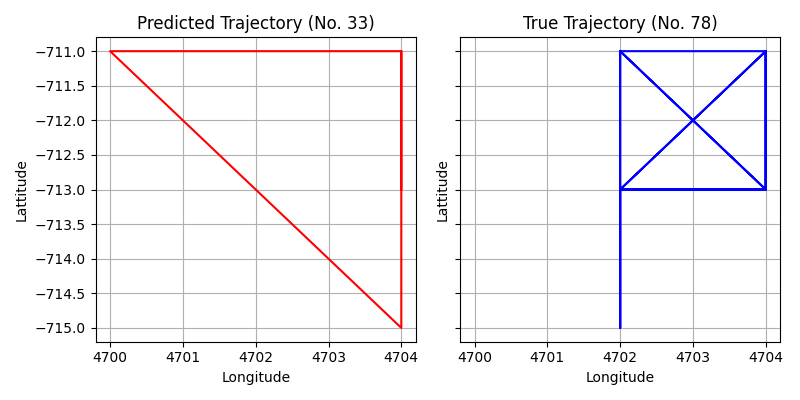 Predicted Trajectory (No. 33)
True Trajectory (No. 78)
−711.0
−711.5
−712.0
−712.5
−713.0
−713.5
−714.0
−714.5
−715.0
Lattitude
Lattitude
4700 4701 4702 4703 4704
4700 4701 4702 4703 4704
Longitude
Longitude